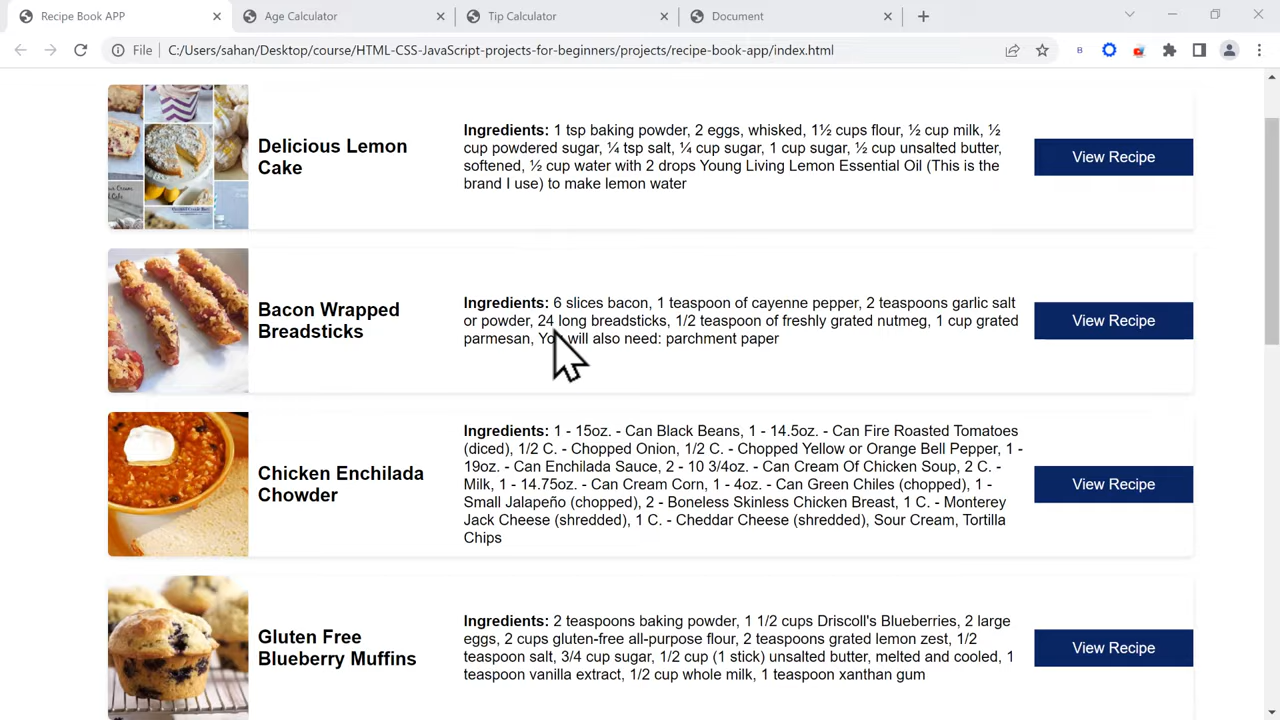 Recipe Book APP
Age Calculator
Tip Calculator
Document
File
C:/Users/sahan/Desktop/course/HTML-CSS-JavaScript-projects-for-beginners/projects/recipe-book-app/index.html
B
Delicious Lemon
Cake
Ingredients: 1 tsp baking powder, 2 eggs, whisked, 1½ cups flour, ½ cup milk, ½
cup powdered sugar, ¼ tsp salt, ¼ cup sugar, 1 cup sugar, ½ cup unsalted butter,
softened, ½ cup water with 2 drops Young Living Lemon Essential Oil (This is the
brand I use) to make lemon water
View Recipe
Bacon Wrapped
Breadsticks
Ingredients: 6 slices bacon, 1 teaspoon of cayenne pepper, 2 teaspoons garlic salt
or powder, 24 long breadsticks, 1/2 teaspoon of freshly grated nutmeg, 1 cup grated
parmesan, You will also need: parchment paper
View Recipe
Chicken Enchilada
Chowder
Ingredients: 1 - 15oz. - Can Black Beans, 1 - 14.5oz. - Can Fire Roasted Tomatoes
(diced), 1/2 C. - Chopped Onion, 1/2 C. - Chopped Yellow or Orange Bell Pepper, 1 -
19oz. - Can Enchilada Sauce, 2 - 10 3/4oz. - Can Cream Of Chicken Soup, 2 C. -
Milk, 1 - 14.75oz. - Can Cream Corn, 1 - 4oz. - Can Green Chiles (chopped), 1 -
Small Jalapeño (chopped), 2 - Boneless Skinless Chicken Breast, 1 C. - Monterey
Jack Cheese (shredded), 1 C. - Cheddar Cheese (shredded), Sour Cream, Tortilla
Chips
View Recipe
Gluten Free
Blueberry Muffins
Ingredients: 2 teaspoons baking powder, 1 1/2 cups Driscoll's Blueberries, 2 large
eggs, 2 cups gluten-free all-purpose flour, 2 teaspoons grated lemon zest, 1/2
teaspoon salt, 3/4 cup sugar, 1/2 cup (1 stick) unsalted butter, melted and cooled, 1
teaspoon vanilla extract, 1/2 cup whole milk, 1 teaspoon xanthan gum
View Recipe